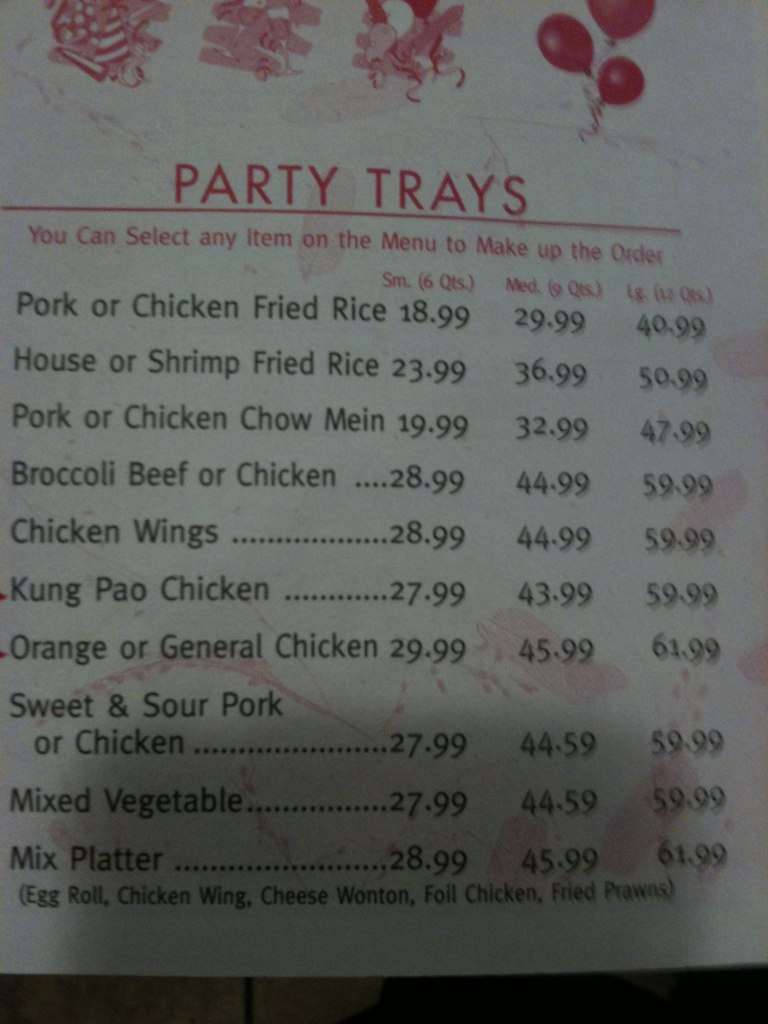 PARTY TRAYS
You Can Select any Item on the Menu to Make up the Order
Sm. (6 Qts.) Med. (9 Qts.) Lg. (12 Qts.)
Pork or Chicken Fried Rice 18.99 29.99 40.99
House or Shrimp Fried Rice 23.99 36.99 50.99
Pork or Chicken Chow Mein 19.99 32.99 47.99
Broccoli Beef or Chicken ....28.99 44.99 59.99
Chicken Wings ..................28.99 44.99 59.99
Kung Pao Chicken ............27.99 43.99 59.99
Orange or General Chicken 29.99 45.99 61.99
Sweet & Sour Pork
or Chicken .......................27.99 44.59 59.99
Mixed Vegetable.................27.99 44.59 59.99
Mix Platter .........................28.99 45.99 61.99
(Egg Roll, Chicken Wing, Cheese Wonton, Foil Chicken, Fried Prawns)